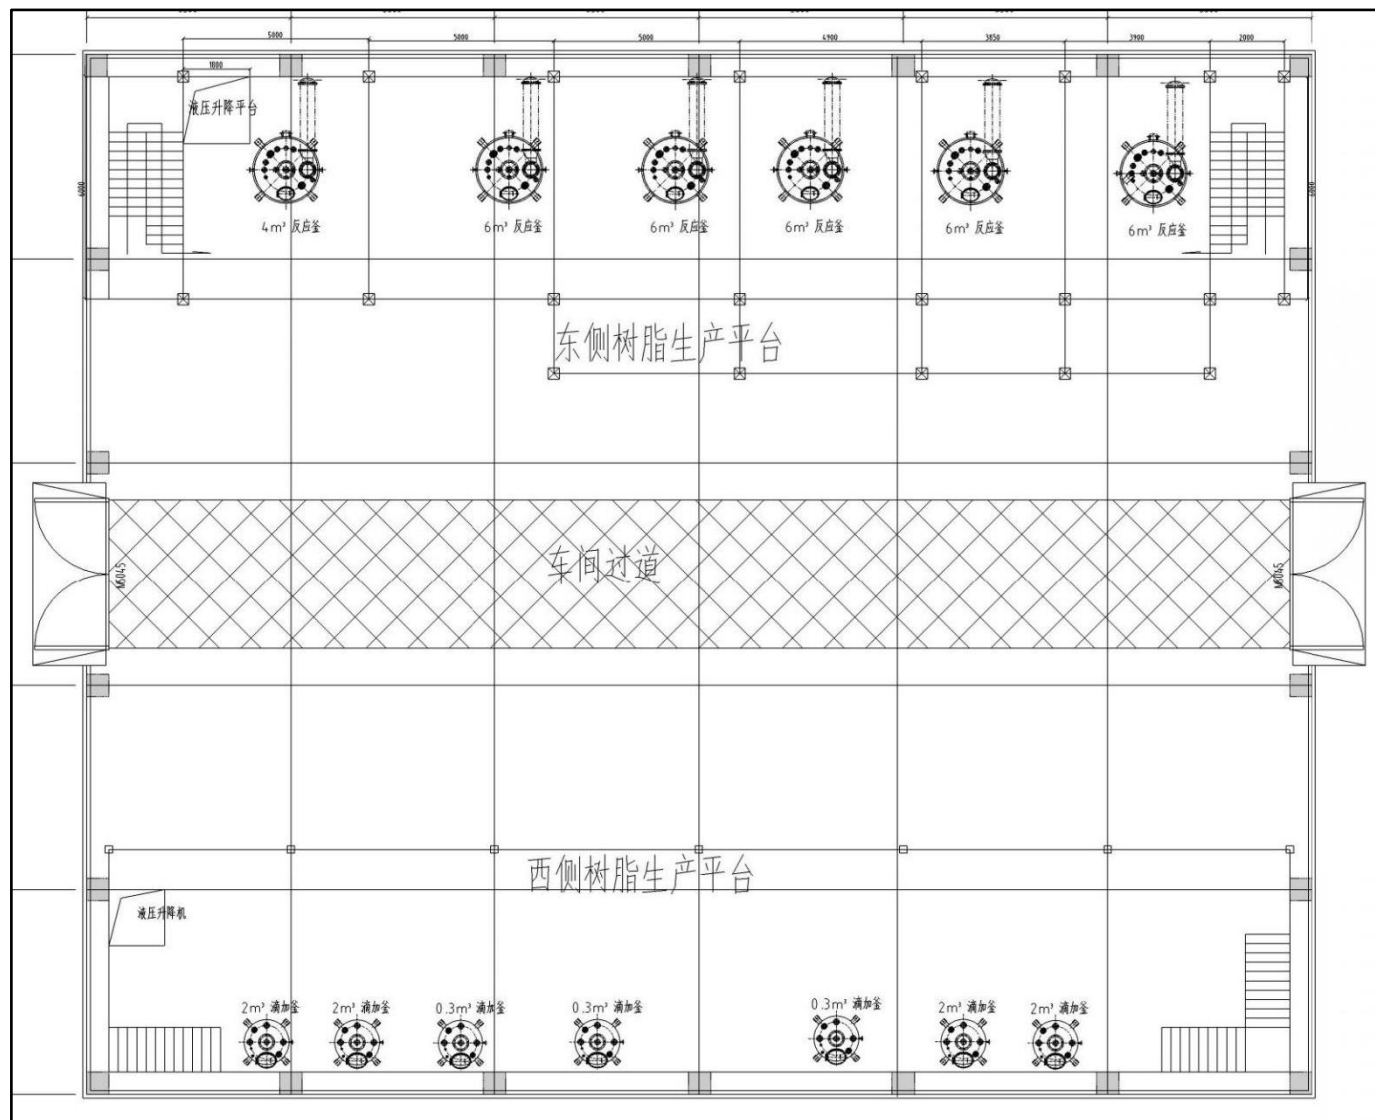 5000
5000
5000
4900
3850
3900
2000
1800
液压升降平台
6000
6000
4m³ 反应釜
6m³ 反应釜
6m³ 反应釜
6m³ 反应釜
6m³ 反应釜
6m³ 反应釜
东侧树脂生产平台
车间过道
M5045
M5045
西侧树脂生产平台
液压升降机
2m³ 滴加釜
2m³ 滴加釜
0.3m³ 滴加釜
0.3m³ 滴加釜
0.3m³ 滴加釜
2m³ 滴加釜
2m³ 滴加釜